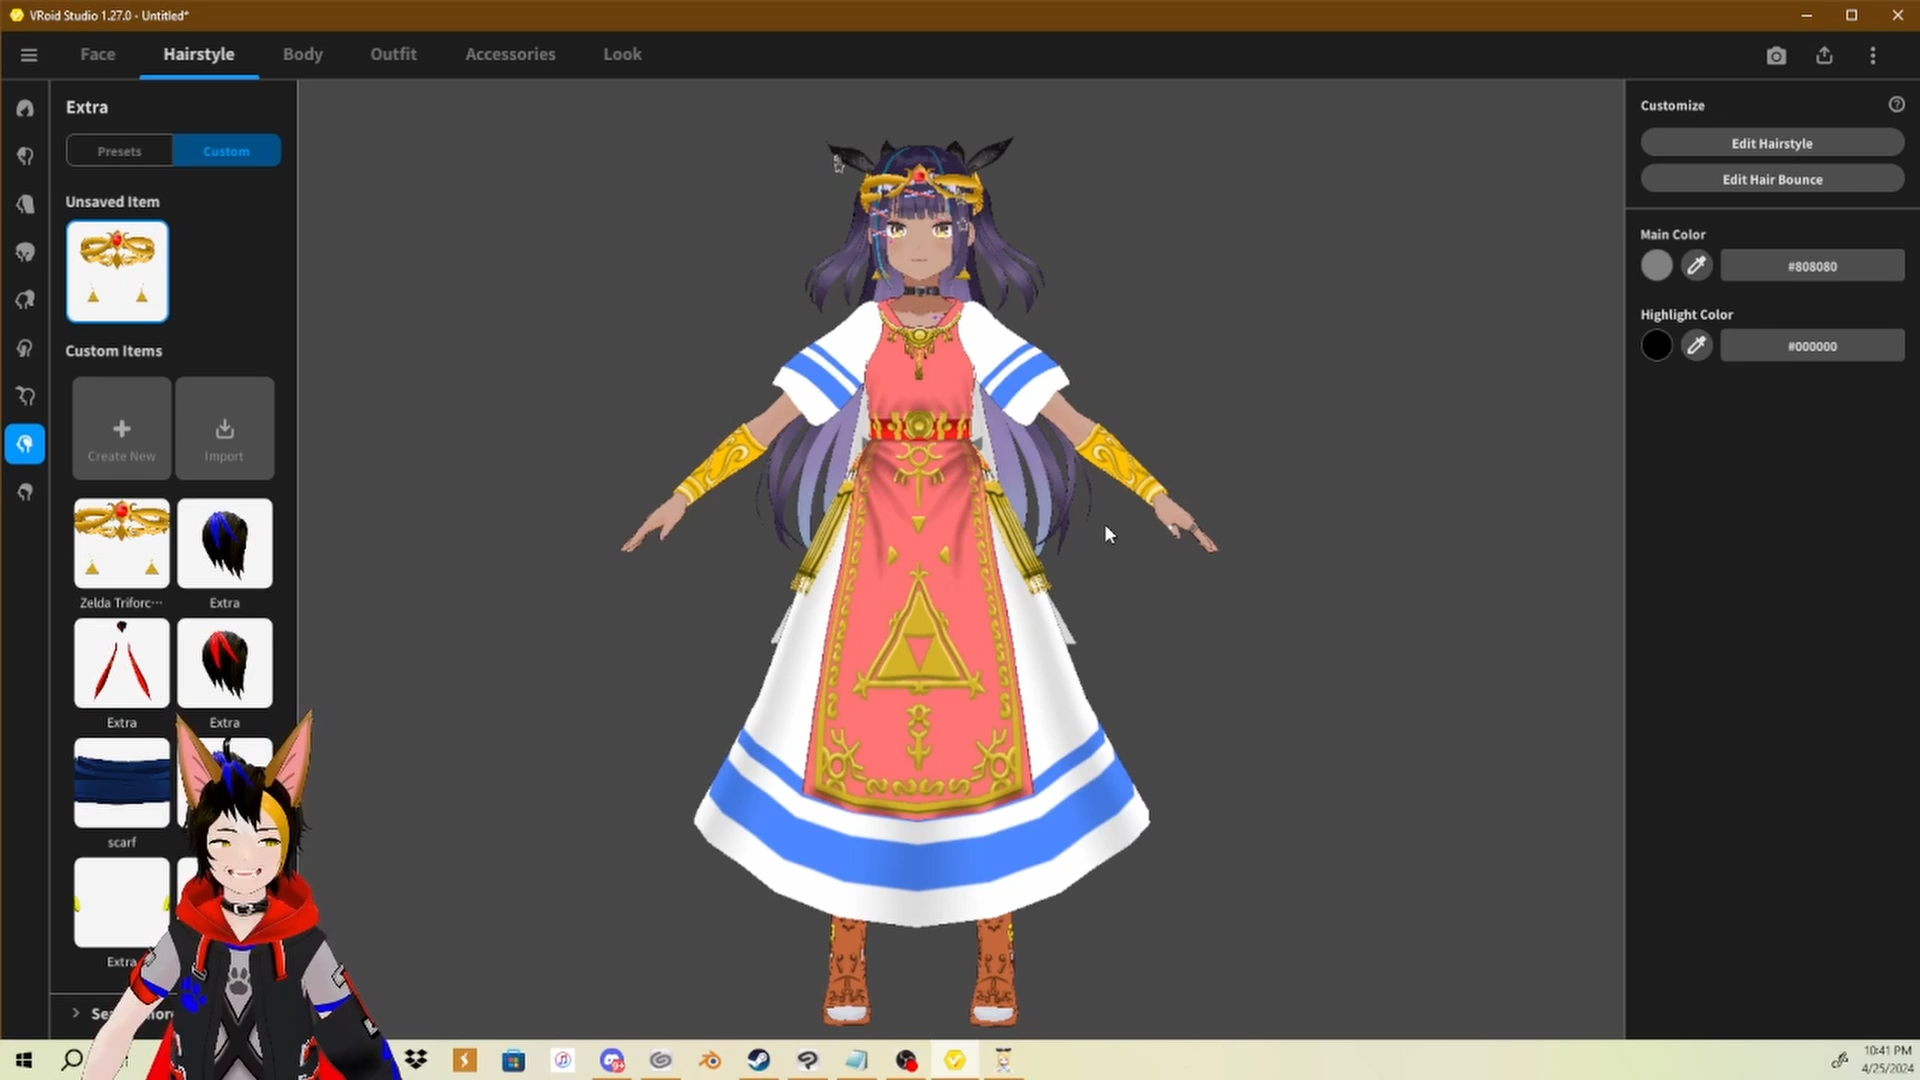 VRoid Studio 1.27.0 - Untitled*
Face
Hairstyle
Body
Outfit
Accessories
Look
Extra
Presets
Custom
Unsaved Item
Custom Items
Create New
Import
Zelda Triforc···
Extra
Extra
Extra
scarf
Extra
Customize
Edit Hairstyle
Edit Hair Bounce
Main Color
#808080
Highlight Color
#000000
10:41 PM
4/25/2024